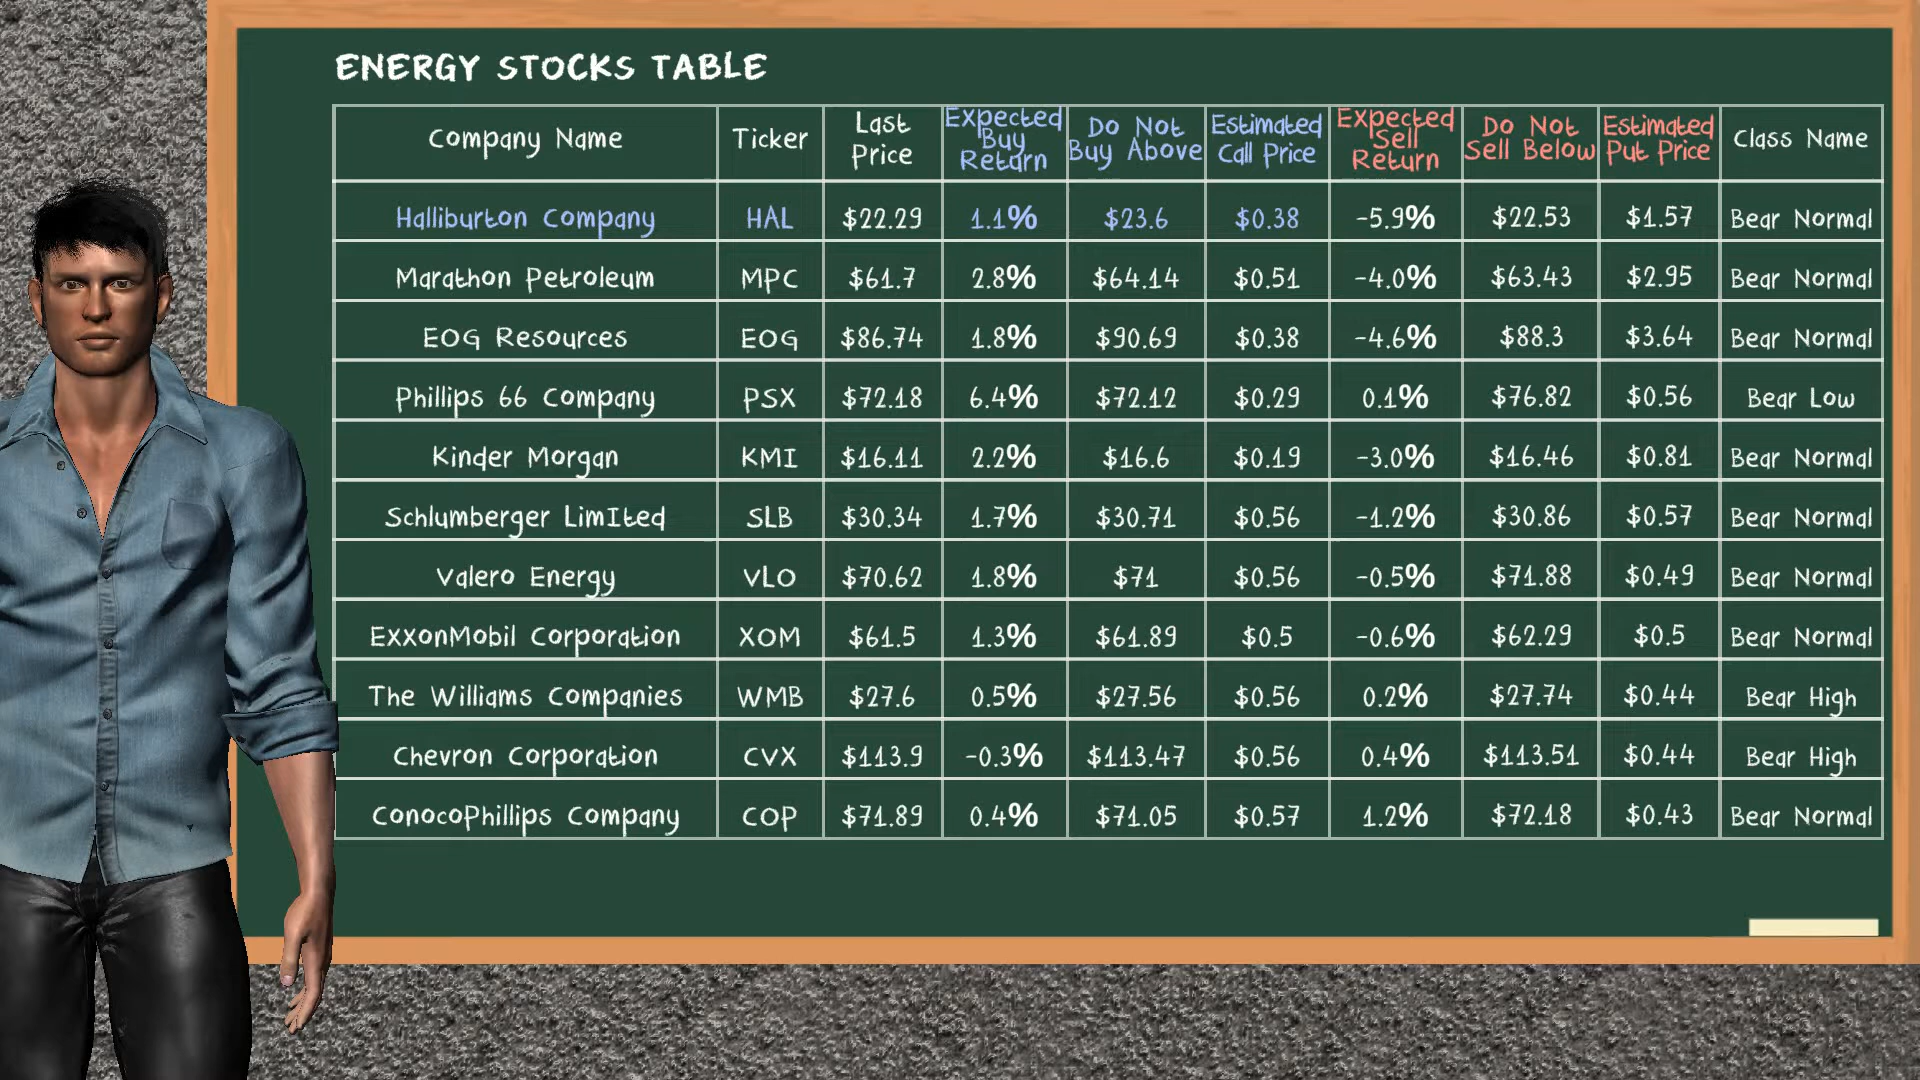 ENERGY STOCKS TABLE
Company Name Ticker Last Price Expected Buy Return Do Not Buy Above Estimated Call Price Expected Sell Return Do Not Sell Below Estimated Put Price Class Name
Halliburton Company HAL $22.29 1.1% $23.6 $0.38 -5.9% $22.53 $1.57 Bear Normal
Marathon Petroleum MPC $61.7 2.8% $64.14 $0.51 -4.0% $63.43 $2.95 Bear Normal
EOG Resources EOG $86.74 1.8% $90.69 $0.38 -4.6% $88.3 $3.64 Bear Normal
Phillips 66 Company PSX $72.18 6.4% $72.12 $0.29 0.1% $76.82 $0.56 Bear Low
Kinder Morgan KMI $16.11 2.2% $16.6 $0.19 -3.0% $16.46 $0.81 Bear Normal
Schlumberger LimIted SLB $30.34 1.7% $30.71 $0.56 -1.2% $30.86 $0.57 Bear Normal
Valero Energy VLO $70.62 1.8% $71 $0.56 -0.5% $71.88 $0.49 Bear Normal
ExxonMobil Corporation XOM $61.5 1.3% $61.89 $0.5 -0.6% $62.29 $0.5 Bear Normal
The Williams Companies WMB $27.6 0.5% $27.56 $0.56 0.2% $27.74 $0.44 Bear High
Chevron Corporation CVX $113.9 -0.3% $113.47 $0.56 0.4% $113.51 $0.44 Bear High
ConocoPhillips Company COP $71.89 0.4% $71.05 $0.57 1.2% $72.18 $0.43 Bear Normal